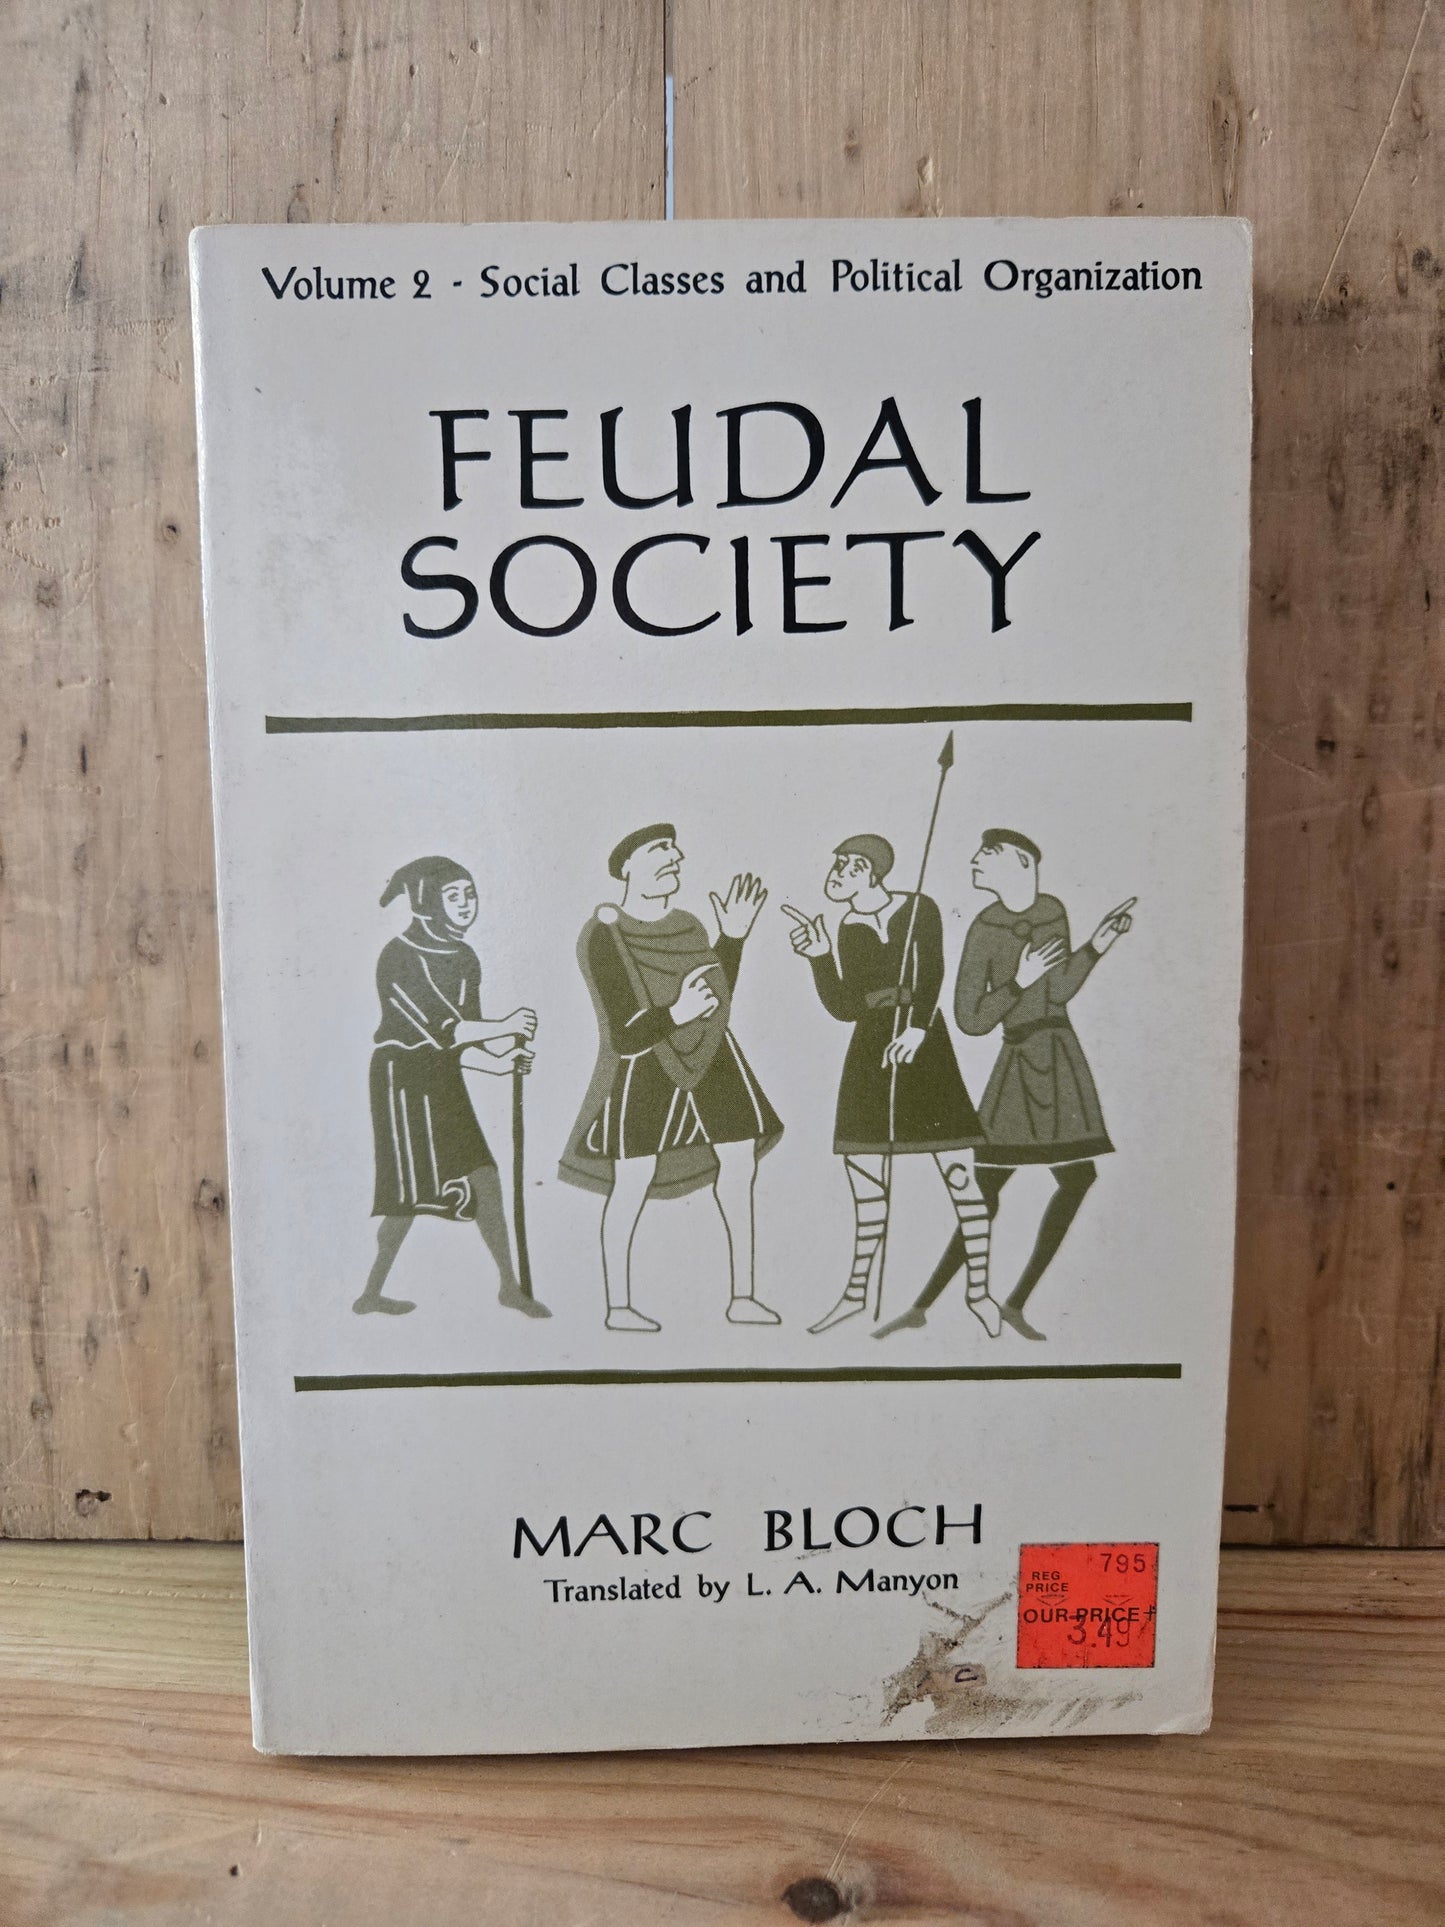 Volume 2 - Social Classes and Political Organization
FEUDAL
SOCIETY
MARC BLOCH
Translated by L. A. Manyon
795
REG
PRICE
OUR PRICE
3.49